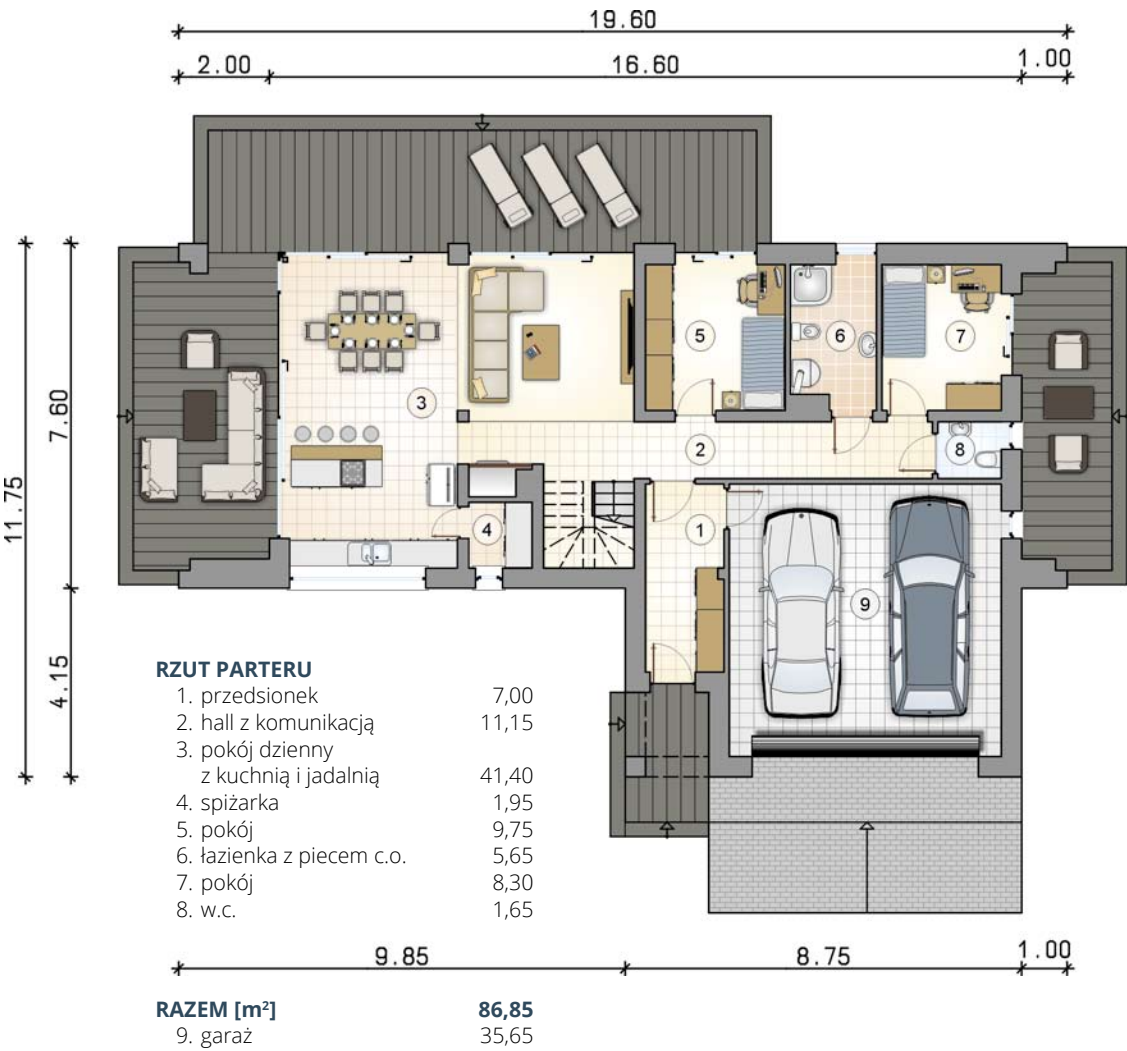 19.60
2.00 16.60 1.00
7.60
11.75
4.15
3
5
6
7
2
8
4
1
9
RZUT PARTERU
1. przedsionek 7,00
2. hall z komunikacją 11,15
3. pokój dzienny
z kuchnią i jadalnią 41,40
4. spiżarka 1,95
5. pokój 9,75
6. łazienka z piecem c.o. 5,65
7. pokój 8,30
8. w.c. 1,65
9.85 8.75 1.00
RAZEM [m²] 86,85
9. garaż 35,65